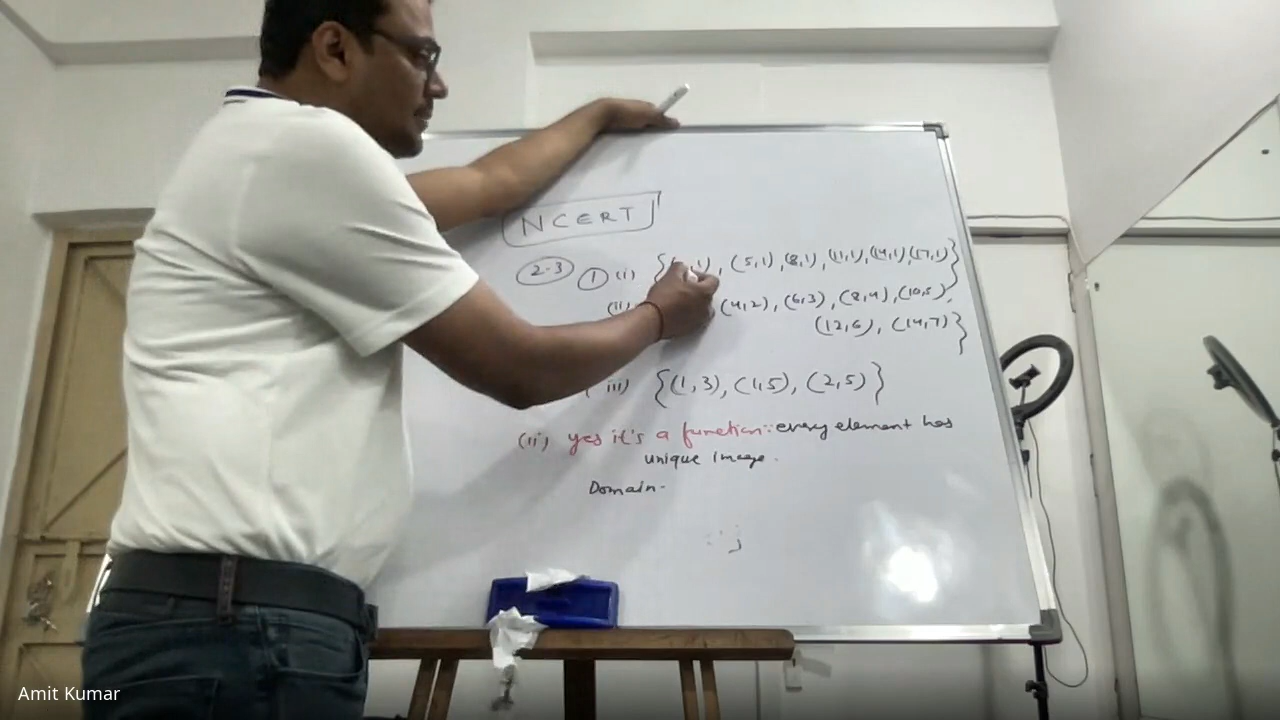 NCERT
2.3 1 (i) { ,1), (5,1), (8,1), (11,1), (14,1), (17,1)}
(ii) (4,2), (6,3), (8,4), (10,5),
(12,6), (14,7)}
iii) {(1,3), (1,5), (2,5)}
(ii) yes it's a function ∵ every element has
unique image.
Domain-
Amit Kumar